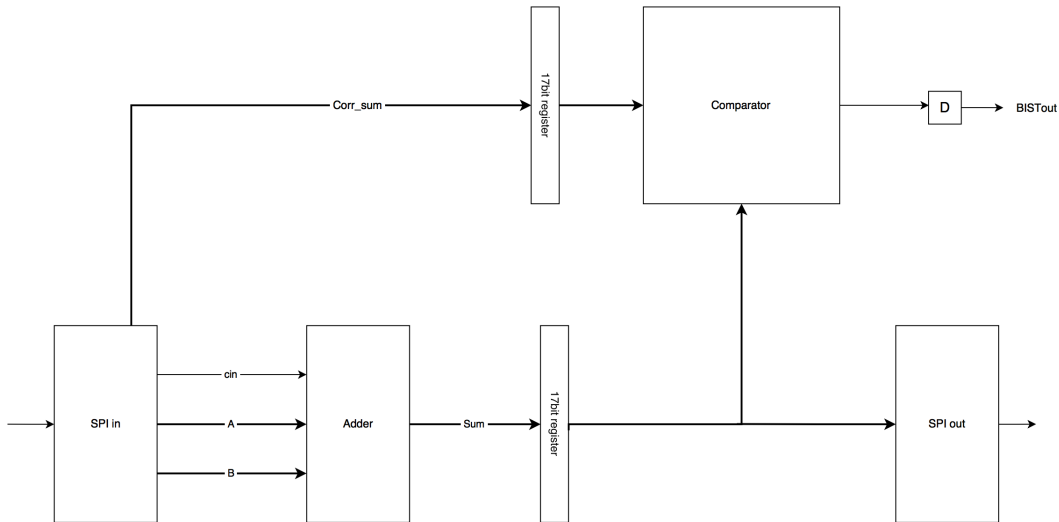 Corr_sum
17bit register
Comparator
D
BISTout
SPI in
cin
A
B
Adder
Sum
17bit register
SPI out